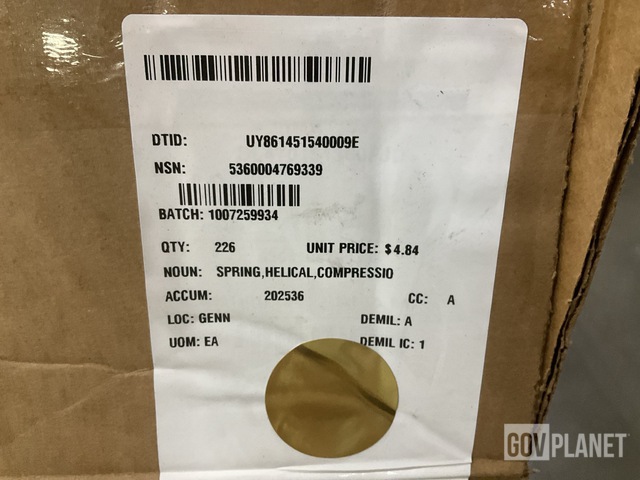 DTID: UY861451540009E
NSN: 5360004769339
BATCH: 1007259934
QTY: 226 UNIT PRICE: $4.84
NOUN: SPRING,HELICAL,COMPRESSIO
ACCUM: 202536 CC: A
LOC: GENN DEMIL: A
UOM: EA DEMIL IC: 1
GOVPLANET